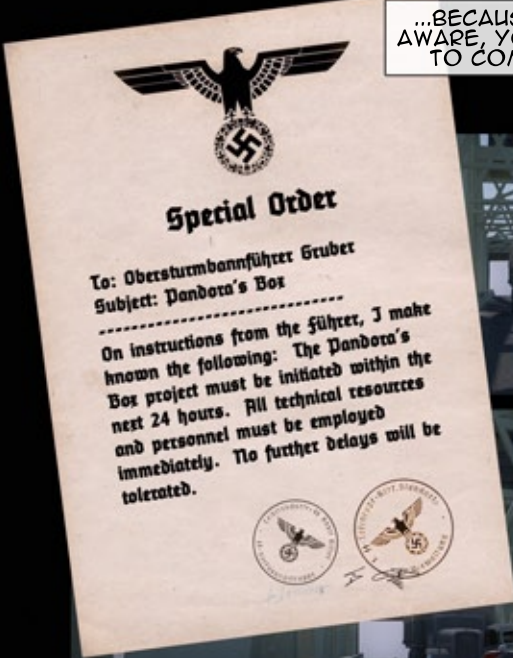 ...BECAUS
AWARE, YO
TO CO
Special Order
To: Obersturmbannführer Gruber
Subject: Pandora's Box
------------------------------
On instructions from the Führer, I make
known the following: The Pandora's
Box project must be initiated within the
next 24 hours. All technical resources
and personnel must be employed
immediately. No further delays will be
tolerated.